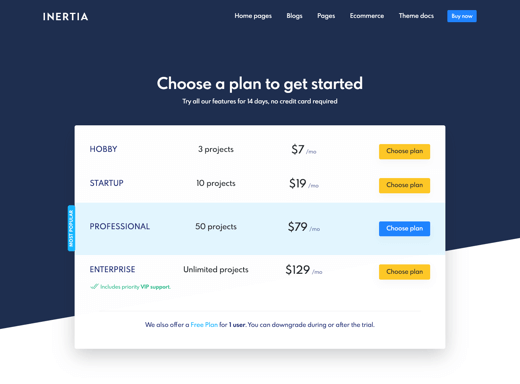 INERTIA
Home pages Blogs Pages Ecommerce Theme docs Buy now
Choose a plan to get started
Try all our features for 14 days, no credit card required
HOBBY 3 projects $7 /mo Choose plan
STARTUP 10 projects $19 /mo Choose plan
MOST POPULAR
PROFESSIONAL 50 projects $79 /mo Choose plan
ENTERPRISE Unlimited projects $129 /mo Choose plan
Includes priority VIP support.
We also offer a Free Plan for 1 user. You can downgrade during or after the trial.